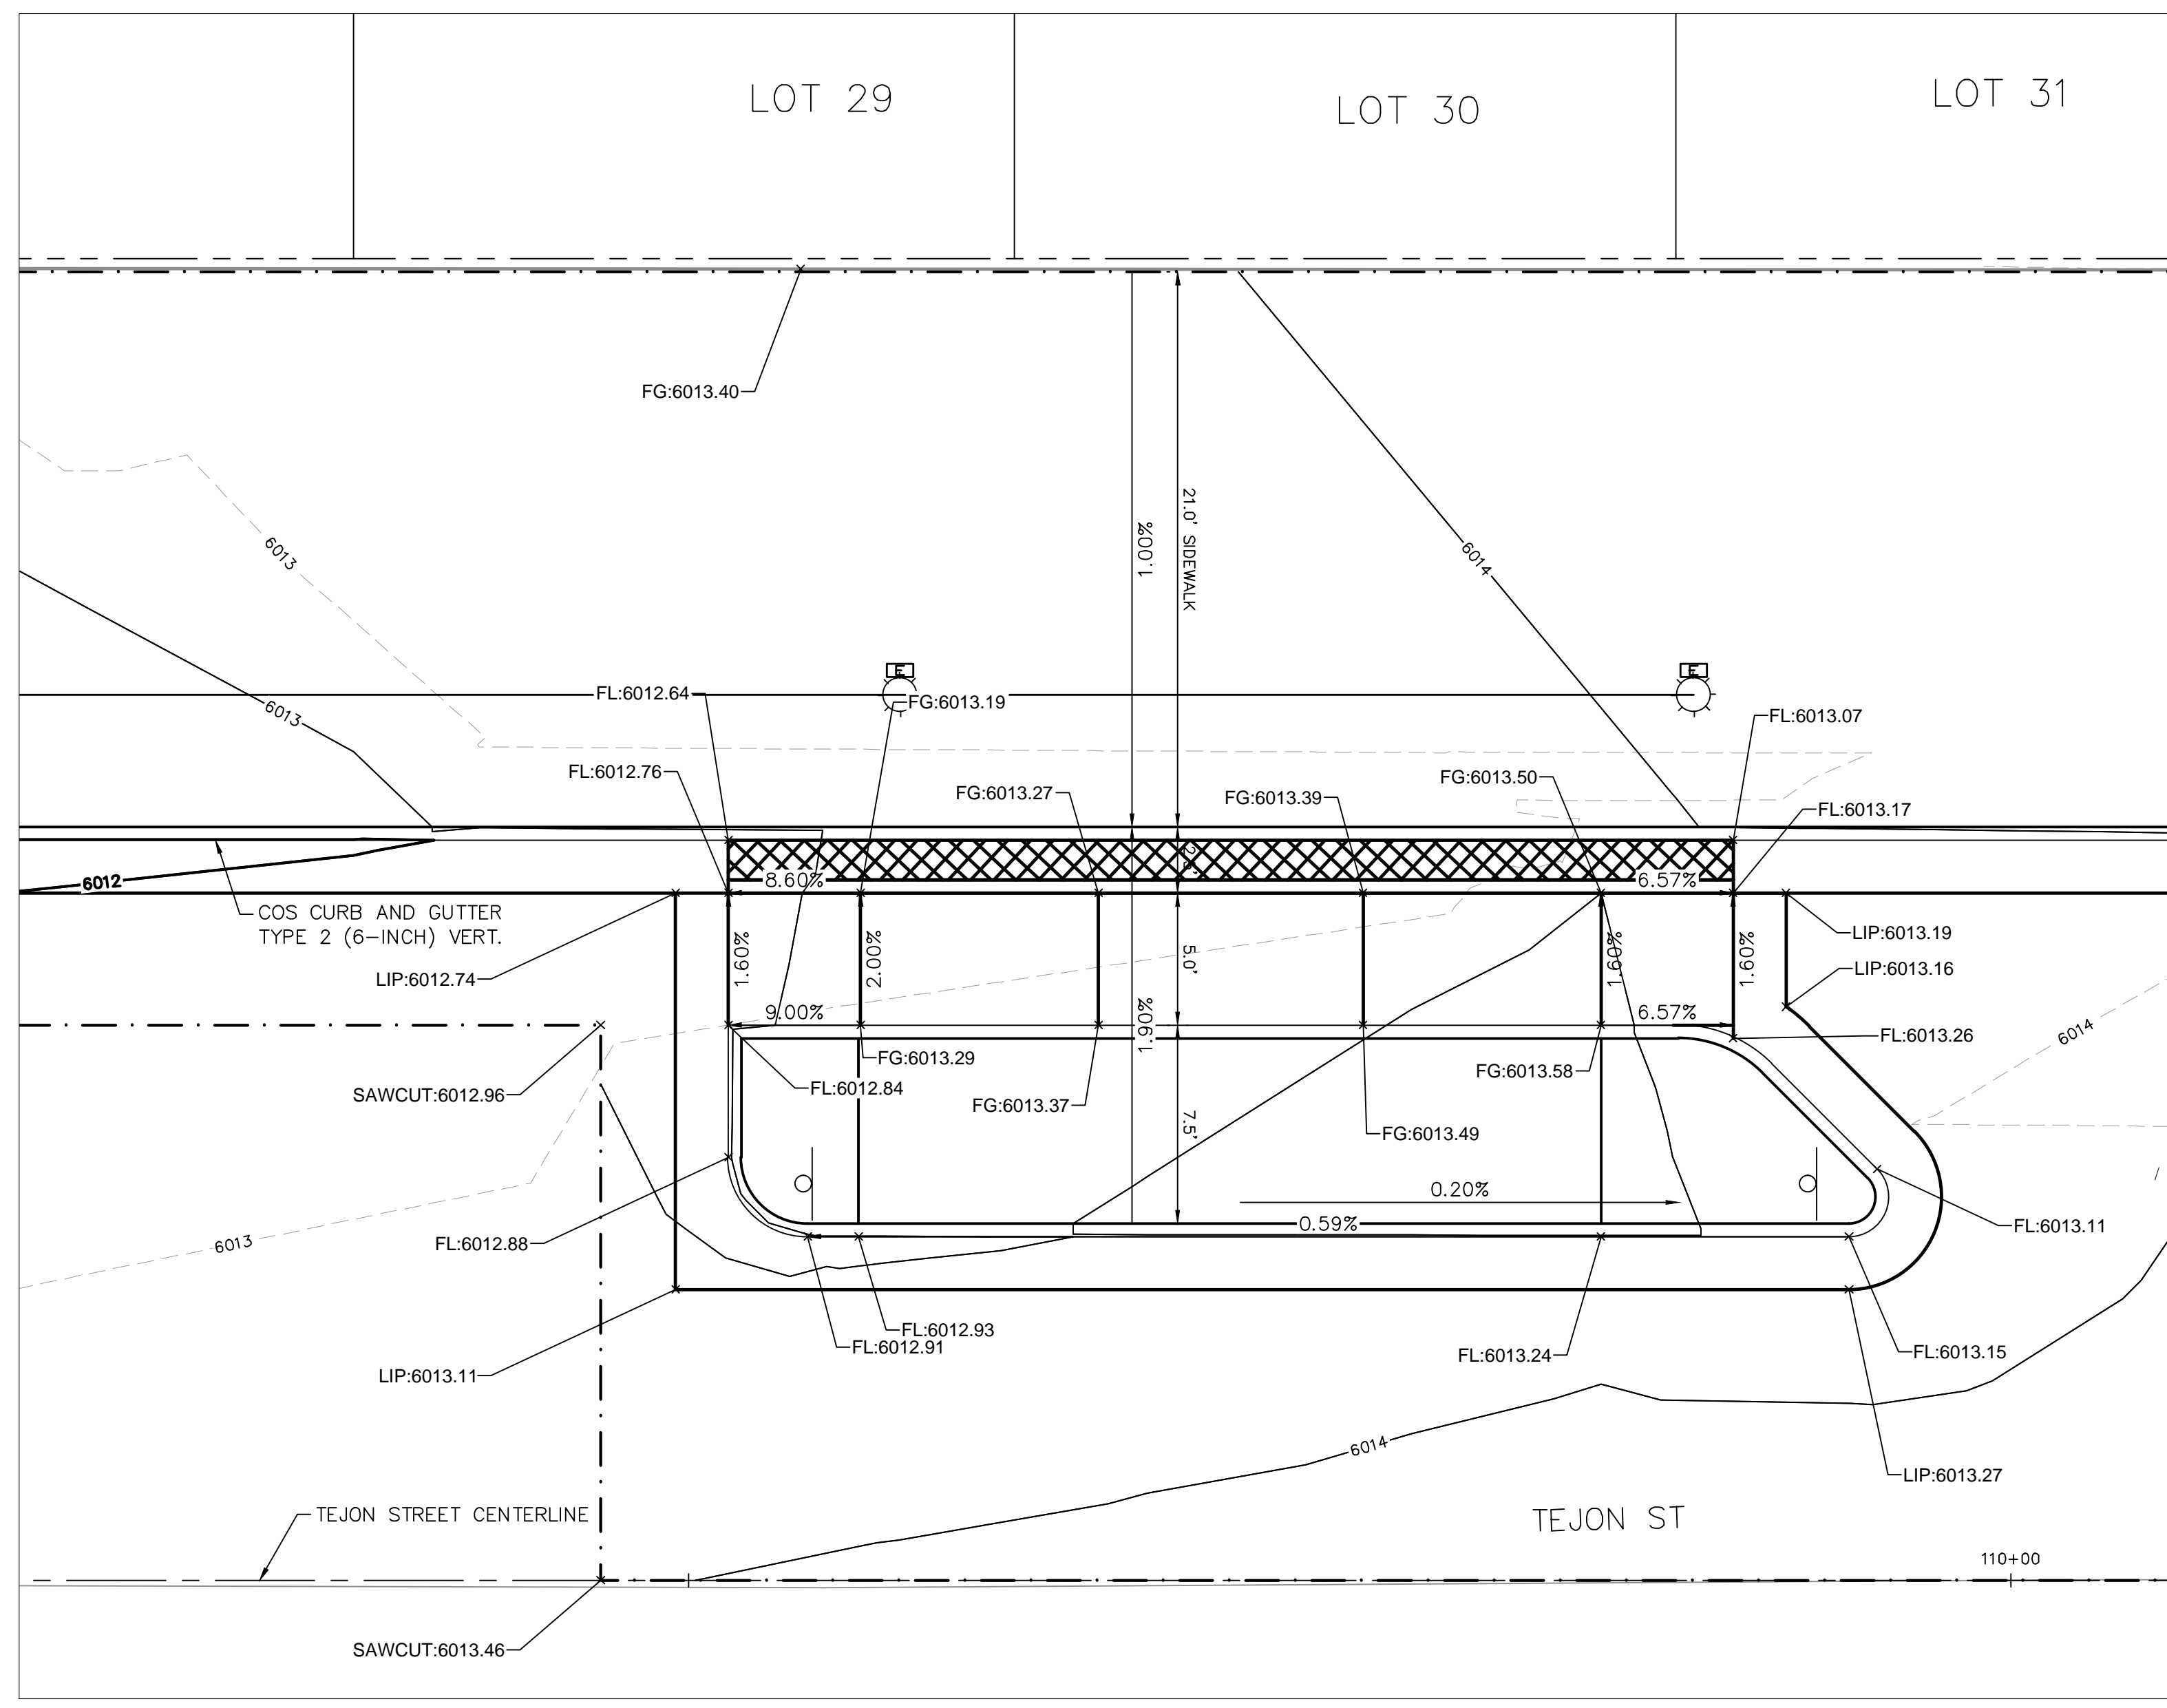 LOT 29
LOT 30
LOT 31
FG:6013.40
21.0' SIDEWALK
1.00%
6013
6014
6013
E
E
FL:6012.64
FG:6013.19
FL:6013.07
FL:6012.76
FG:6013.27
FG:6013.39
FG:6013.50
FL:6013.17
6012
8.60%
6.57%
COS CURB AND GUTTER
TYPE 2 (6-INCH) VERT.
LIP:6012.74
1.60%
2.00%
5.0'
1.60%
1.60%
LIP:6013.19
LIP:6013.16
9.00%
1.60%
6.57%
6014
FL:6013.26
SAWCUT:6012.96
FG:6013.29
FL:6012.84
FG:6013.37
FG:6013.58
FG:6013.49
7.5'
0.20%
0.59%
6013
FL:6012.88
FL:6013.11
FL:6012.93
FL:6012.91
FL:6013.24
FL:6013.15
LIP:6013.11
6014
LIP:6013.27
TEJON STREET CENTERLINE
TEJON ST
110+00
SAWCUT:6013.46